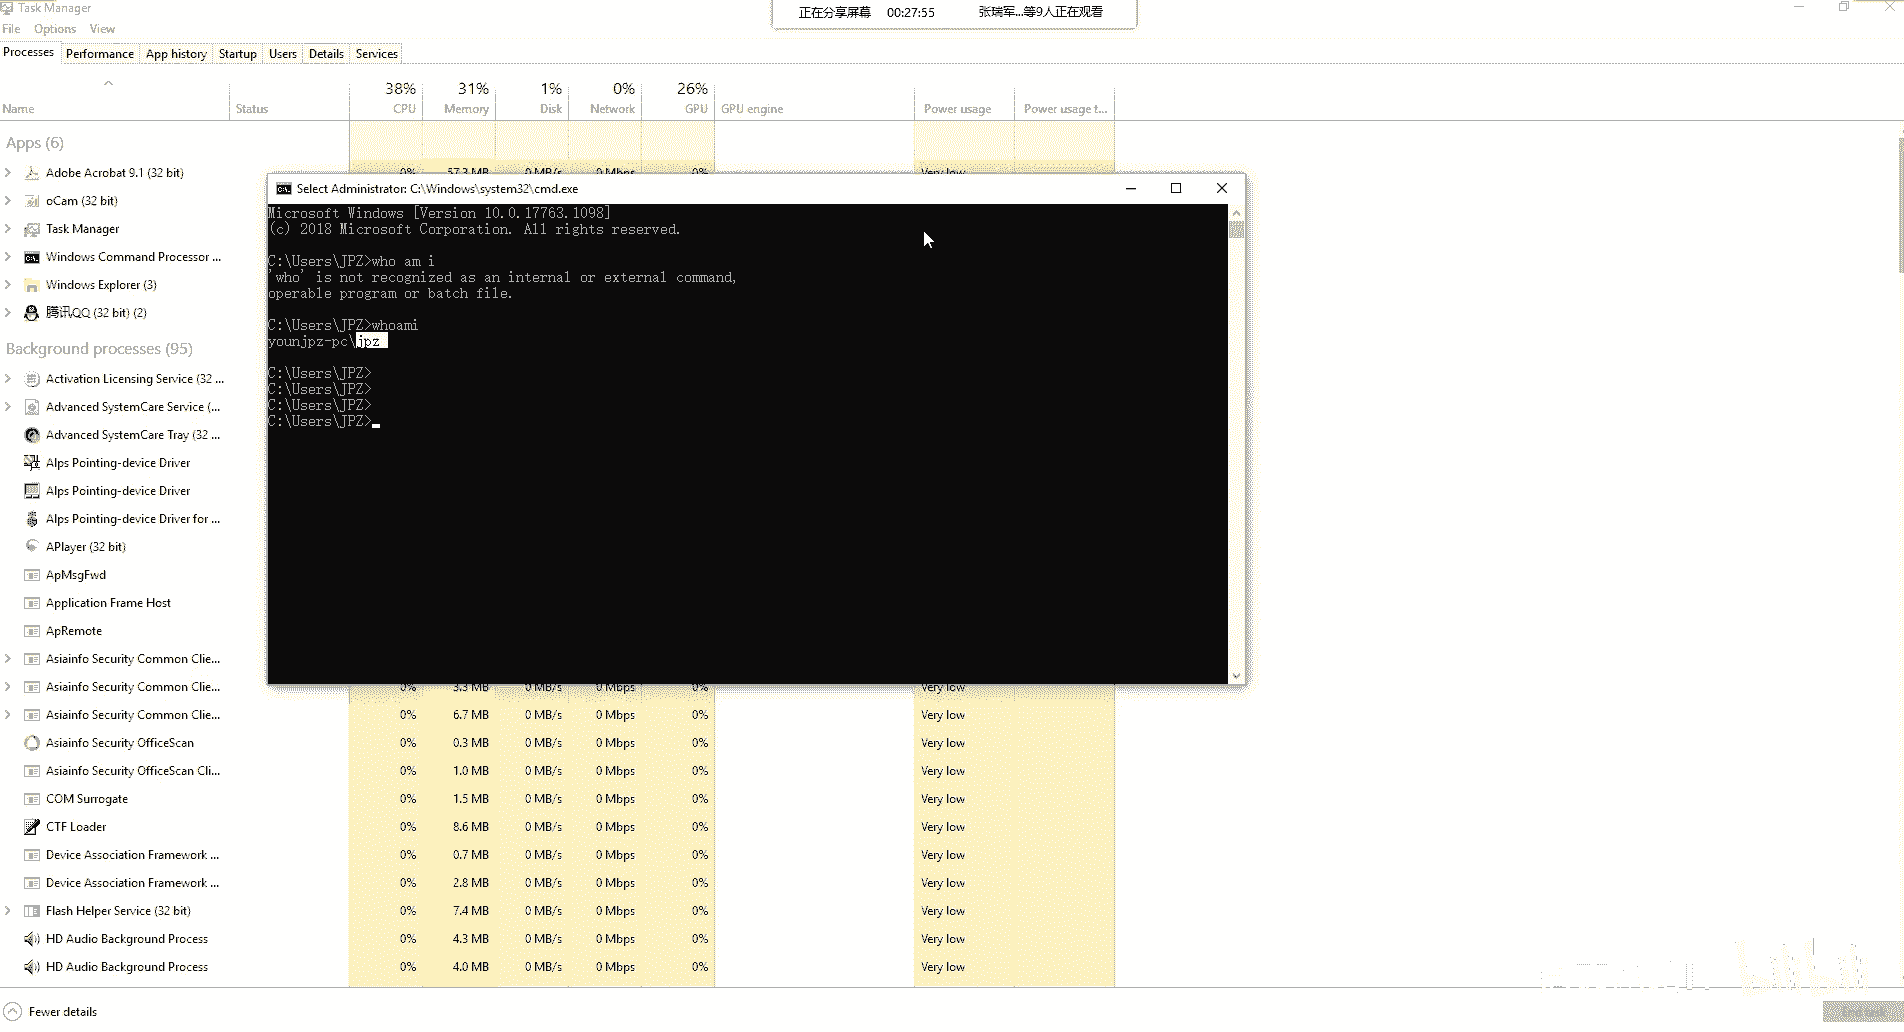 Task Manager
正在分享屏幕 00:27:55 张瑞军...等9人正在观看
File Options View
Processes Performance App history Startup Users Details Services
38% 31% 1% 0% 26%
Name Status CPU Memory Disk Network GPU GPU engine Power usage Power usage t...
Apps (6)
Adobe Acrobat 9.1 (32 bit) 0% 57.3 MB 0 MB/s 0 Mbps 0% Very low
oCam (32 bit)
Task Manager
Windows Command Processor ...
Windows Explorer (3)
腾讯QQ (32 bit) (2)
Background processes (95)
Activation Licensing Service (32 ...
Advanced SystemCare Service (...
Advanced SystemCare Tray (32 ...
Alps Pointing-device Driver
Alps Pointing-device Driver
Alps Pointing-device Driver for ...
APlayer (32 bit)
ApMsgFwd
Application Frame Host
ApRemote
Asiainfo Security Common Clie...
Asiainfo Security Common Clie... 0% 3.3 MB 0 MB/s 0 Mbps 0% Very low
Asiainfo Security Common Clie... 0% 6.7 MB 0 MB/s 0 Mbps 0% Very low
Asiainfo Security OfficeScan 0% 0.3 MB 0 MB/s 0 Mbps 0% Very low
Asiainfo Security OfficeScan Cli... 0% 1.0 MB 0 MB/s 0 Mbps 0% Very low
COM Surrogate 0% 1.5 MB 0 MB/s 0 Mbps 0% Very low
CTF Loader 0% 8.6 MB 0 MB/s 0 Mbps 0% Very low
Device Association Framework ... 0% 0.7 MB 0 MB/s 0 Mbps 0% Very low
Device Association Framework ... 0% 2.8 MB 0 MB/s 0 Mbps 0% Very low
Flash Helper Service (32 bit) 0% 7.4 MB 0 MB/s 0 Mbps 0% Very low
HD Audio Background Process 0% 4.3 MB 0 MB/s 0 Mbps 0% Very low
HD Audio Background Process 0% 4.0 MB 0 MB/s 0 Mbps 0% Very low
Fewer details
Select Administrator: C:\Windows\system32\cmd.exe
Microsoft Windows [Version 10.0.17763.1098]
(c) 2018 Microsoft Corporation. All rights reserved.
C:\Users\JPZ>who am i
'who' is not recognized as an internal or external command,
operable program or batch file.
C:\Users\JPZ>whoami
younjpz-pc\jpz
C:\Users\JPZ>
C:\Users\JPZ>
C:\Users\JPZ>
C:\Users\JPZ>